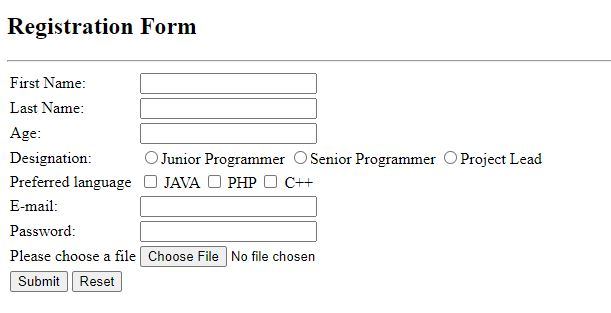 Registration Form
First Name:
Last Name:
Age:
Designation: Junior Programmer Senior Programmer Project Lead
Preferred language JAVA PHP C++
E-mail:
Password:
Please choose a file Choose File No file chosen
Submit Reset